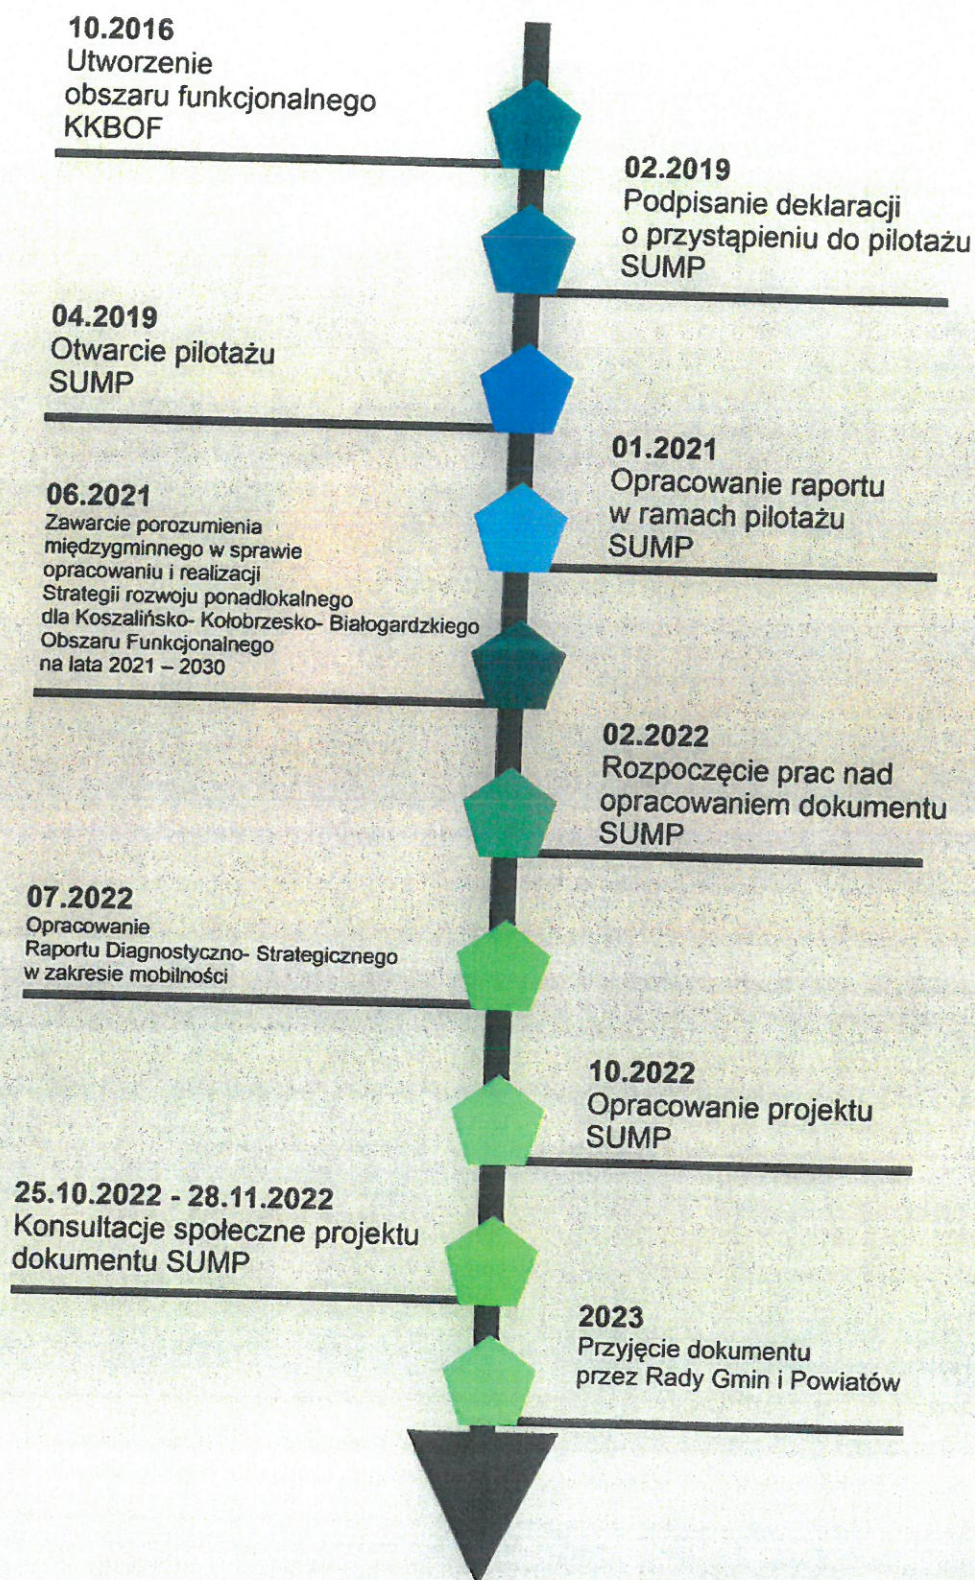 10.2016
Utworzenie
obszaru funkcjonalnego
KKBOF
02.2019
Podpisanie deklaracji
o przystąpieniu do pilotażu
SUMP
04.2019
Otwarcie pilotażu
SUMP
01.2021
Opracowanie raportu
w ramach pilotażu
SUMP
06.2021
Zawarcie porozumienia
międzygminnego w sprawie
opracowaniu i realizacji
Strategii rozwoju ponadlokalnego
dla Koszalińsko- Kołobrzesko- Białogardzkiego
Obszaru Funkcjonalnego
na lata 2021 – 2030
02.2022
Rozpoczęcie prac nad
opracowaniem dokumentu
SUMP
07.2022
Opracowanie
Raportu Diagnostyczno- Strategicznego
w zakresie mobilności
10.2022
Opracowanie projektu
SUMP
25.10.2022 - 28.11.2022
Konsultacje społeczne projektu
dokumentu SUMP
2023
Przyjęcie dokumentu
przez Rady Gmin i Powiatów